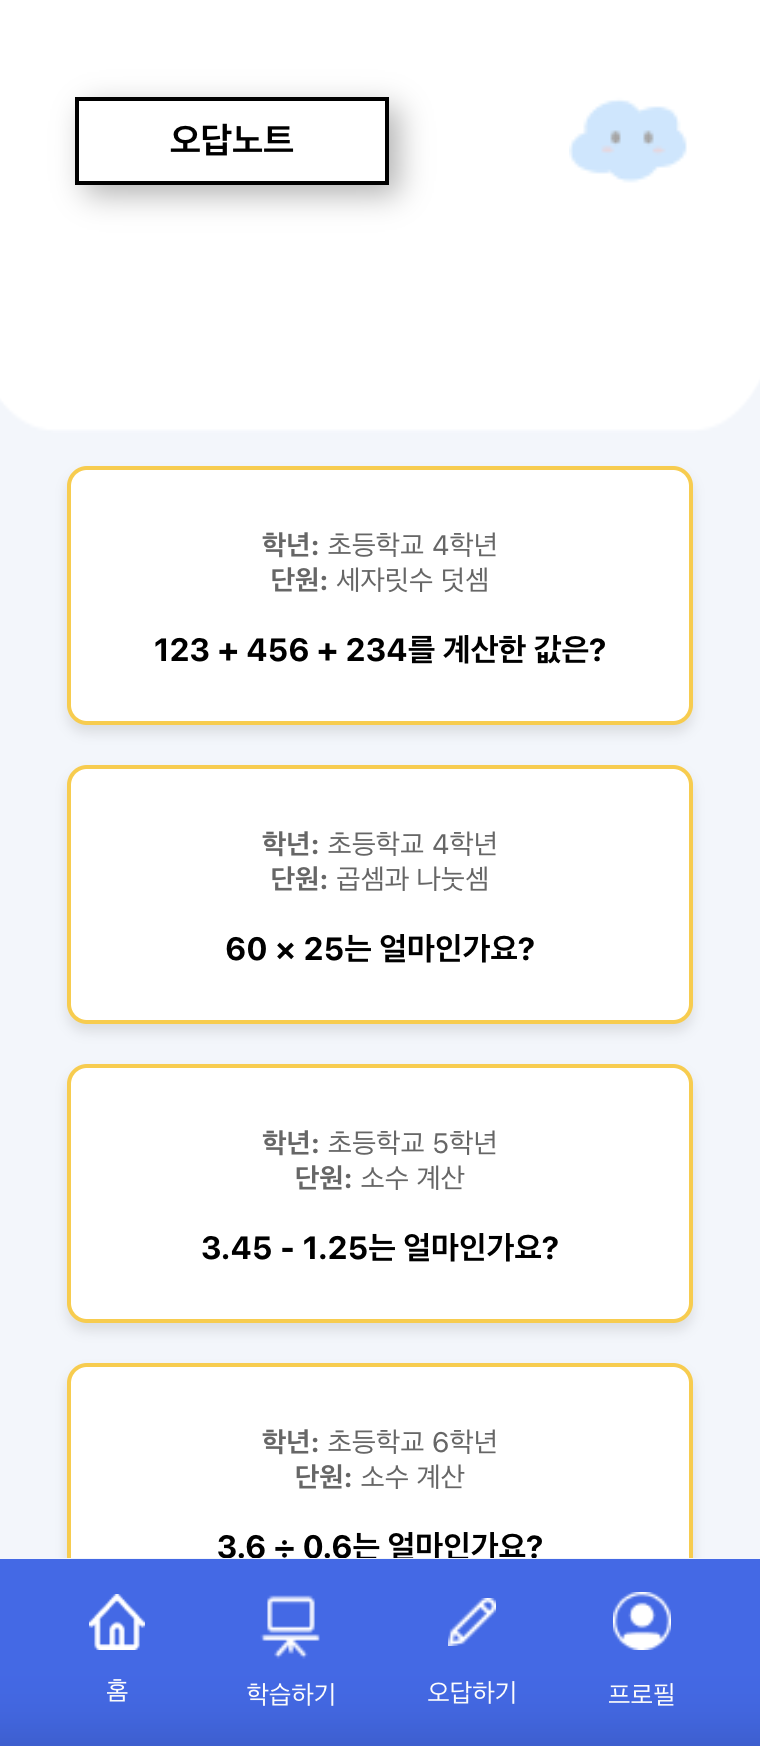 오답노트
학년: 초등학교 4학년
단원: 세자릿수 덧셈
123 + 456 + 234를 계산한 값은?
학년: 초등학교 4학년
단원: 곱셈과 나눗셈
60 × 25는 얼마인가요?
학년: 초등학교 5학년
단원: 소수 계산
3.45 - 1.25는 얼마인가요?
학년: 초등학교 6학년
단원: 소수 계산
3.6 ÷ 0.6는 얼마인가요?
홈
학습하기
오답하기
프로필